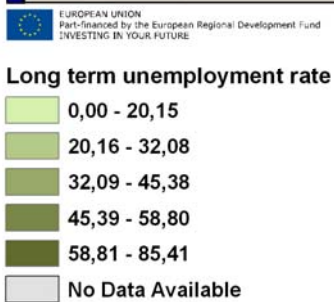 EUROPEAN UNION
Part-financed by the European Regional Development Fund
INVESTING IN YOUR FUTURE
Long term unemployment rate
0,00 - 20,15
20,16 - 32,08
32,09 - 45,38
45,39 - 58,80
58,81 - 85,41
No Data Available